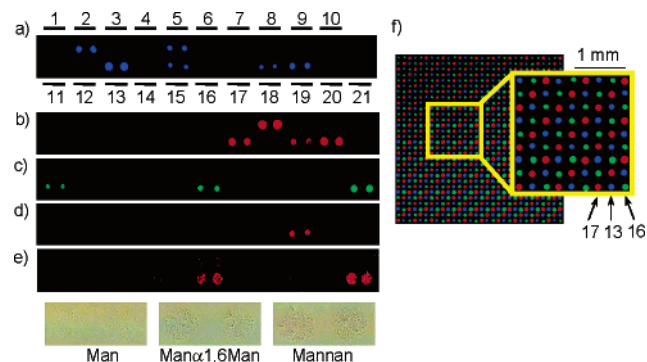 a) 1 2 3 4 5 6 7 8 9 10
11 12 13 14 15 16 17 18 19 20 21
b)
c)
d)
e)
Man Manα1.6Man Mannan
f)
1 mm
17 13 16